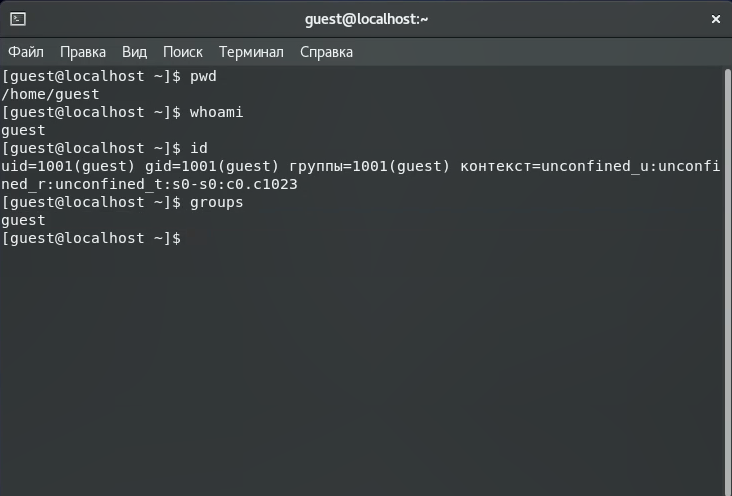 guest@localhost:~
Файл Правка Вид Поиск Терминал Справка
[guest@localhost ~]$ pwd
/home/guest
[guest@localhost ~]$ whoami
guest
[guest@localhost ~]$ id
uid=1001(guest) gid=1001(guest) группы=1001(guest) контекст=unconfined_u:unconfi
ned_r:unconfined_t:s0-s0:c0.c1023
[guest@localhost ~]$ groups
guest
[guest@localhost ~]$